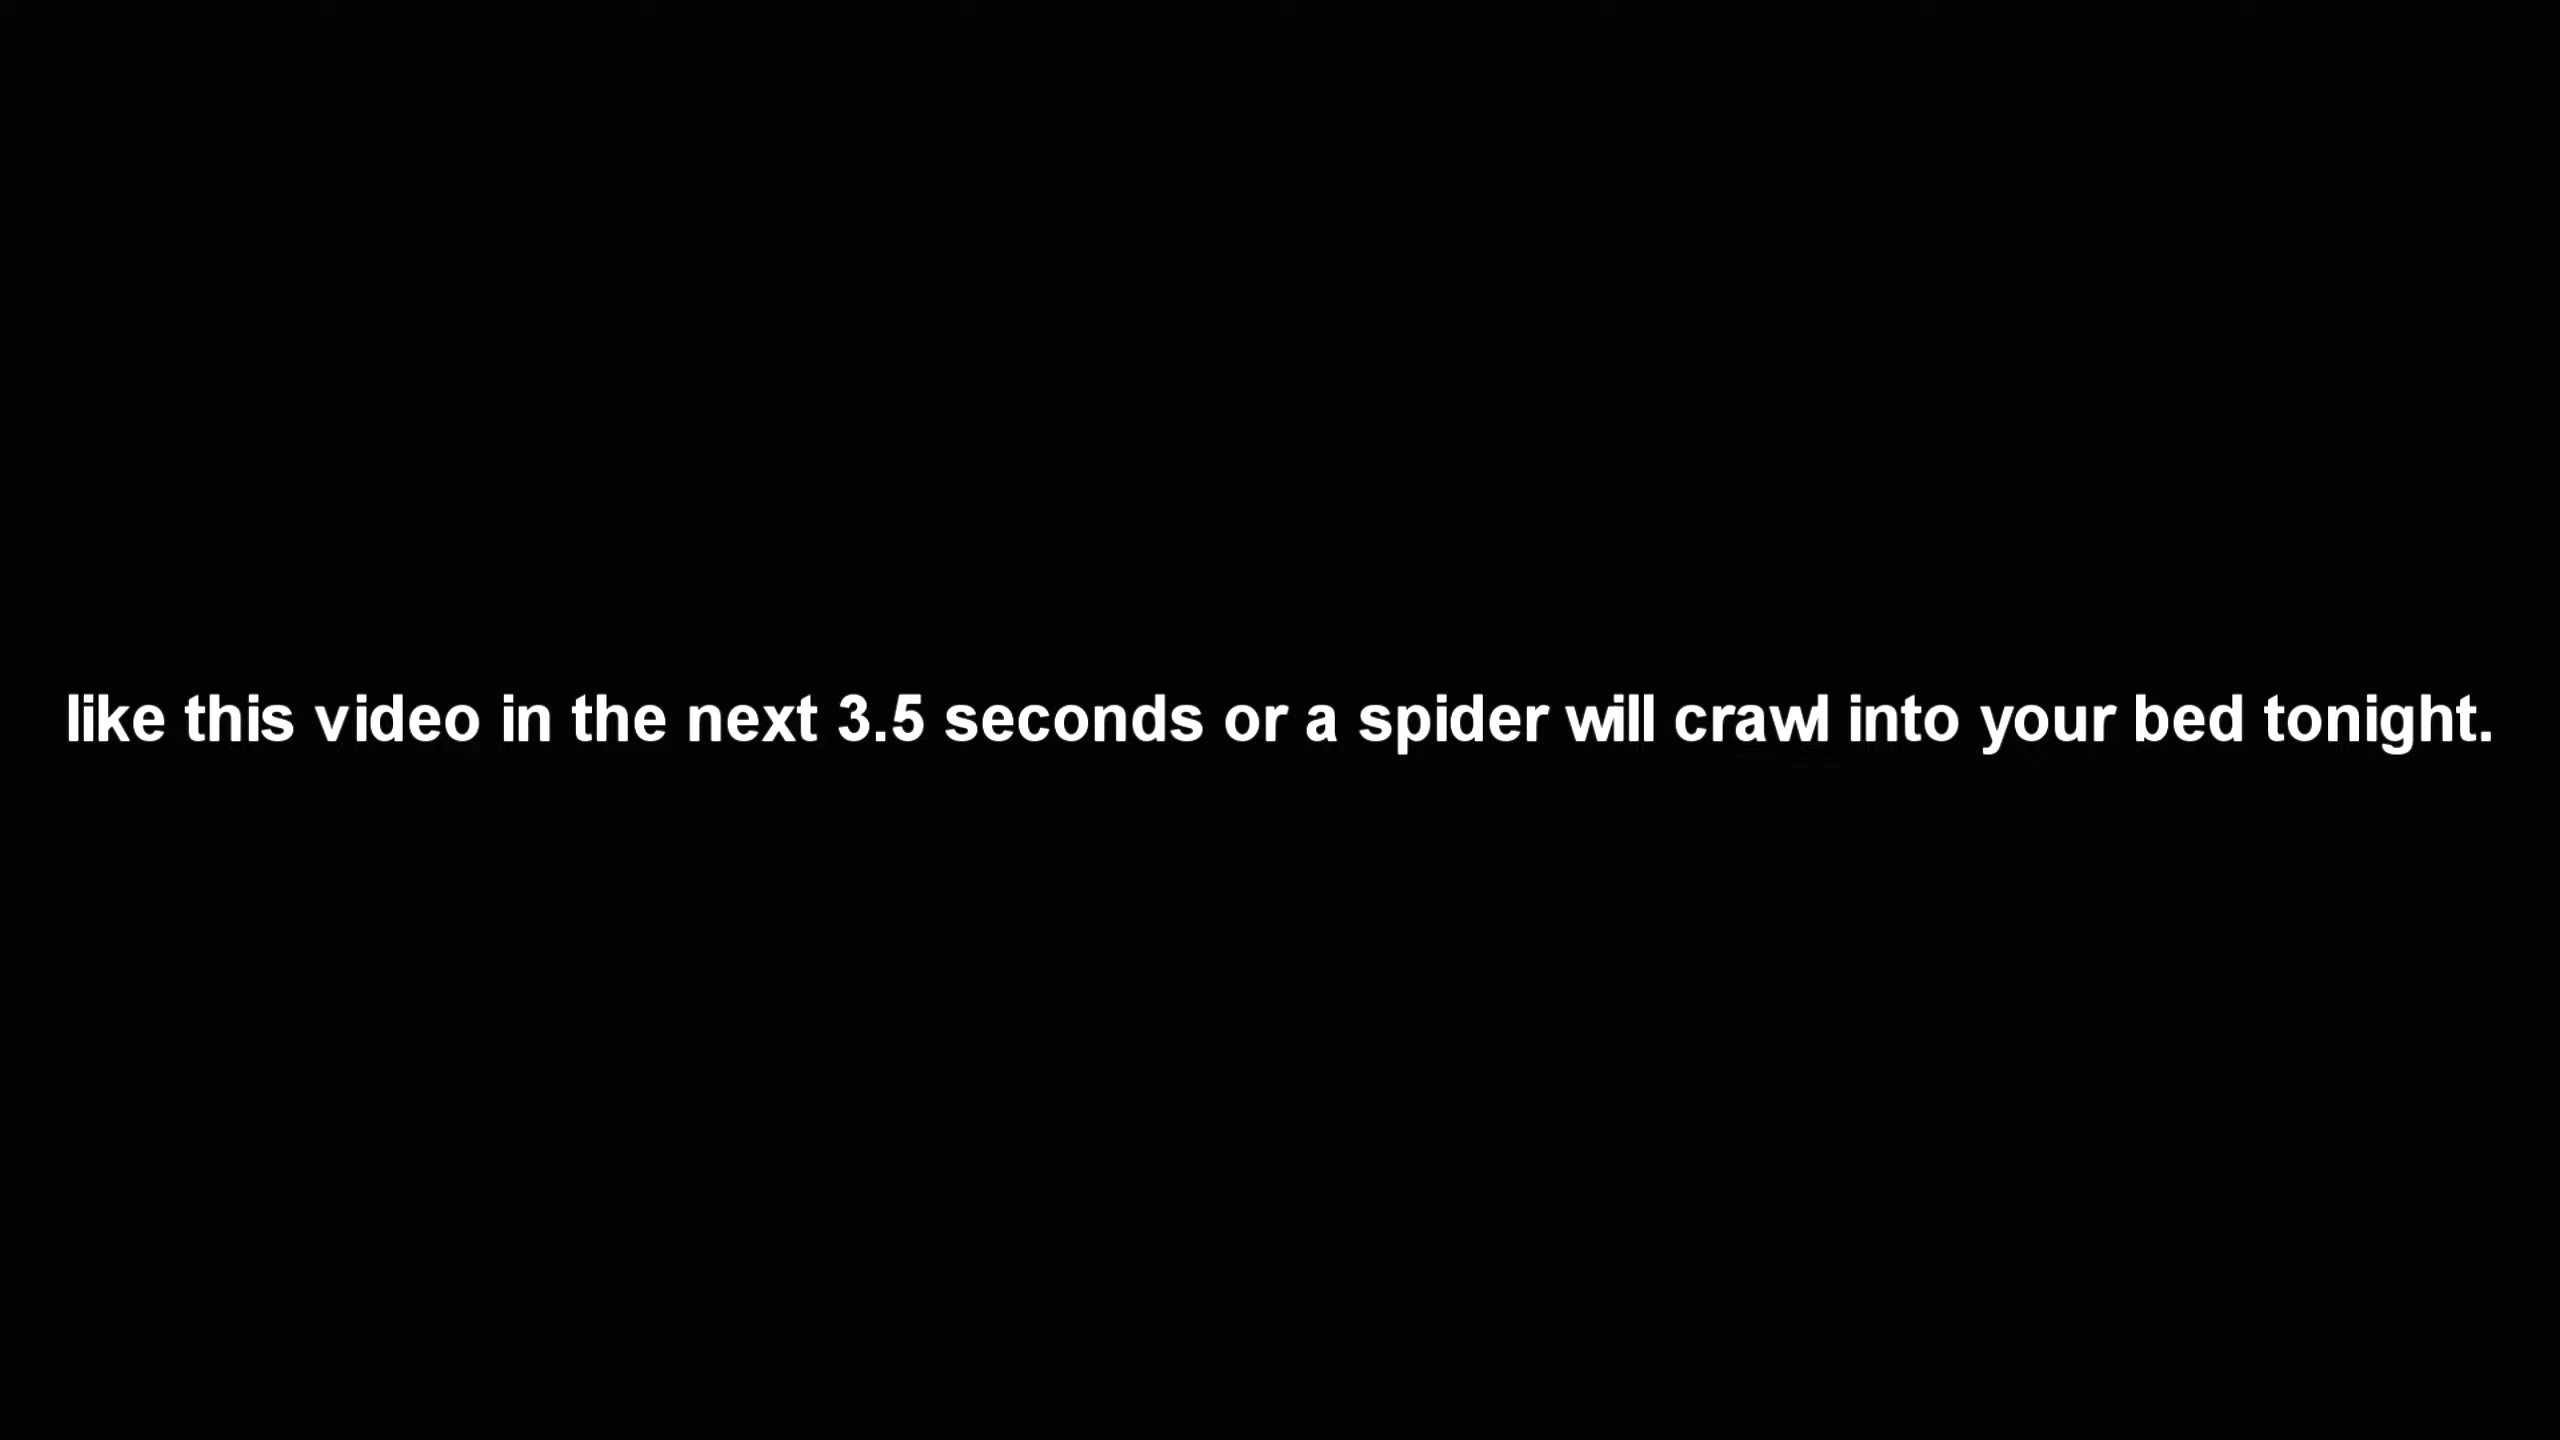 like this video in the next 3.5 seconds or a spider will crawl into your bed tonight.